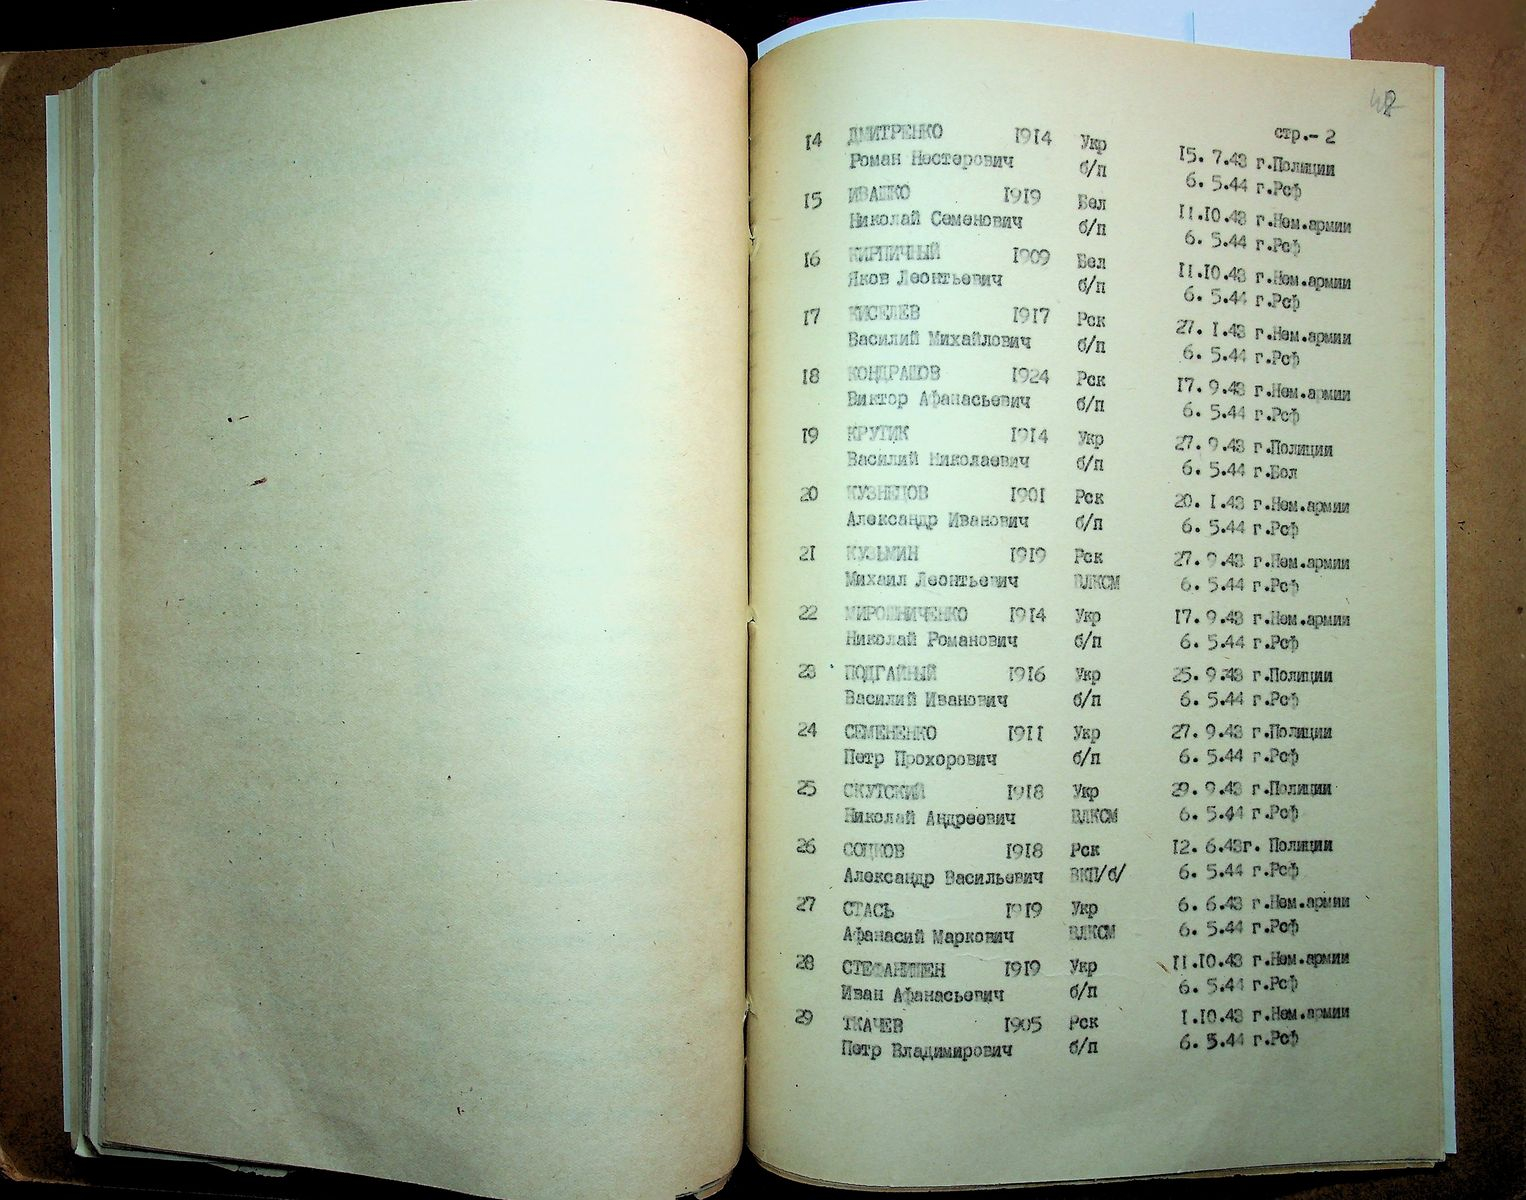 стр.- 2
14 ДМИТРЕНКО 1914 Укр 15. 7.43 г.Полиции
Роман Нестерович б/п 6. 5.44 г.Рсф
15 ИВАШКО 1919 Бел 11.10.43 г.Нем.армии
Николай Семенович б/п 6. 5.44 г.Рсф
16 КИРПИЧНЫЙ 1909 Бел 11.10.43 г.Нем.армии
Яков Леонтьевич б/п 6. 5.44 г.Рсф
17 КИСЕЛЕВ 1917 Рск 27. 1.43 г.Нем.армии
Василий Михайлович б/п 6. 5.44 г.Рсф
18 КОНДРАШОВ 1924 Рск 17. 9.43 г.Нем.армии
Виктор Афанасьевич б/п 6. 5.44 г.Рсф
19 КРУТИК 1914 Укр 27. 9.43 г.Полиции
Василий Николаевич б/п 6. 5.44 г.Бел
20 КУЗНЕЦОВ 1901 Рск 20. 1.43 г.Нем.армии
Александр Иванович б/п 6. 5.44 г.Рсф
21 КУЗЬМИН 1919 Рск 27. 9.43 г.Нем.армии
Михаил Леонтьевич ВЛКСМ 6. 5.44 г.Рсф
22 МИРОШНИЧЕНКО 1914 Укр 17. 9.43 г.Нем.армии
Николай Романович б/п 6. 5.44 г.Рсф
23 ПОДГАЙНЫЙ 1916 Укр 25. 9.43 г.Полиции
Василий Иванович б/п 6. 5.44 г.Рсф
24 СЕМЕНЕНКО 1911 Укр 27. 9.43 г.Полиции
Петр Прохорович б/п 6. 5.44 г.Рсф
25 СКУТСКИЙ 1918 Укр 29. 9.43 г.Полиции
Николай Андреевич ВЛКСМ 6. 5.44 г.Рсф
26 СОЦКОВ 1918 Рск 12. 6.43г. Полиции
Александр Васильевич ВКП/б/ 6. 5.44 г.Рсф
27 СТАСЬ 1919 Укр 6. 6.43 г.Нем.армии
Афанасий Маркович ВЛКСМ 6. 5.44 г.Рсф
28 СТЕФАНИШЕН 1919 Укр 11.10.43 г.Нем.армии
Иван Афанасьевич б/п 6. 5.44 г.Рсф
29 ТКАЧЕВ 1905 Рск 1.10.43 г.Нем.армии
Петр Владимирович б/п 6. 5.44 г.Рсф